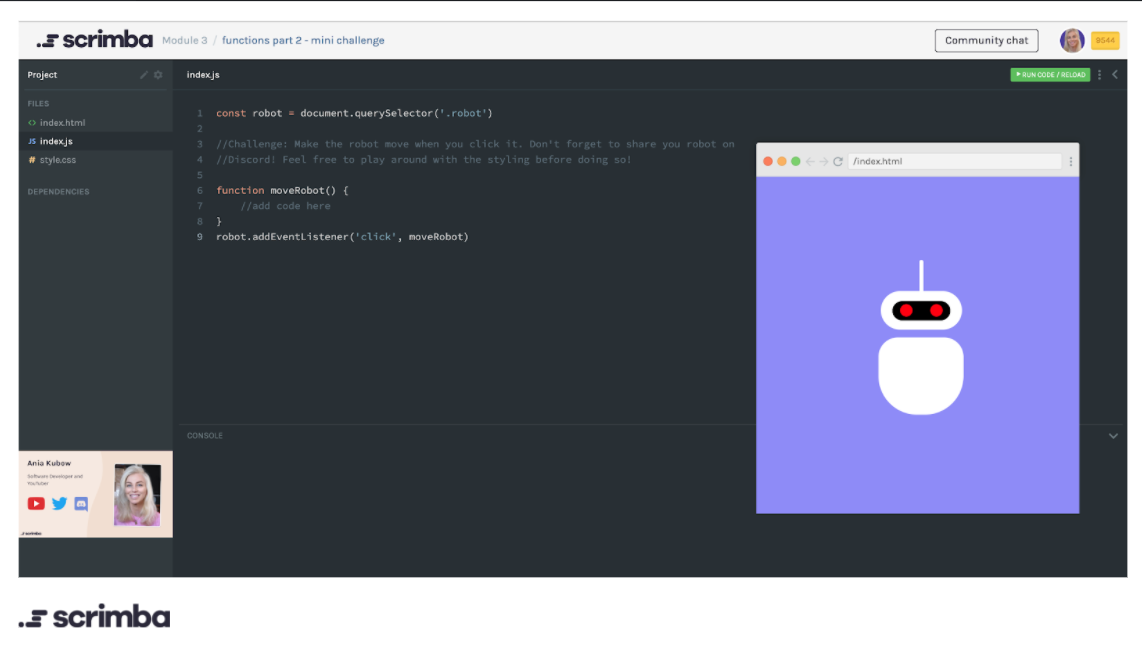 scrimba Module 3 / functions part 2 - mini challenge Community chat 9544
Project index.js RUN CODE / RELOAD
FILES
index.html
JS index.js
# style.css
DEPENDENCIES
1 const robot = document.querySelector('.robot')
2
3 //Challenge: Make the robot move when you click it. Don't forget to share you robot on
4 //Discord! Feel free to play around with the styling before doing so!
5
6 function moveRobot() {
7 //add code here
8 }
9 robot.addEventListener('click', moveRobot)
/index.html
CONSOLE
Ania Kubow
Software Developer and
YouTuber
scrimba
scrimba